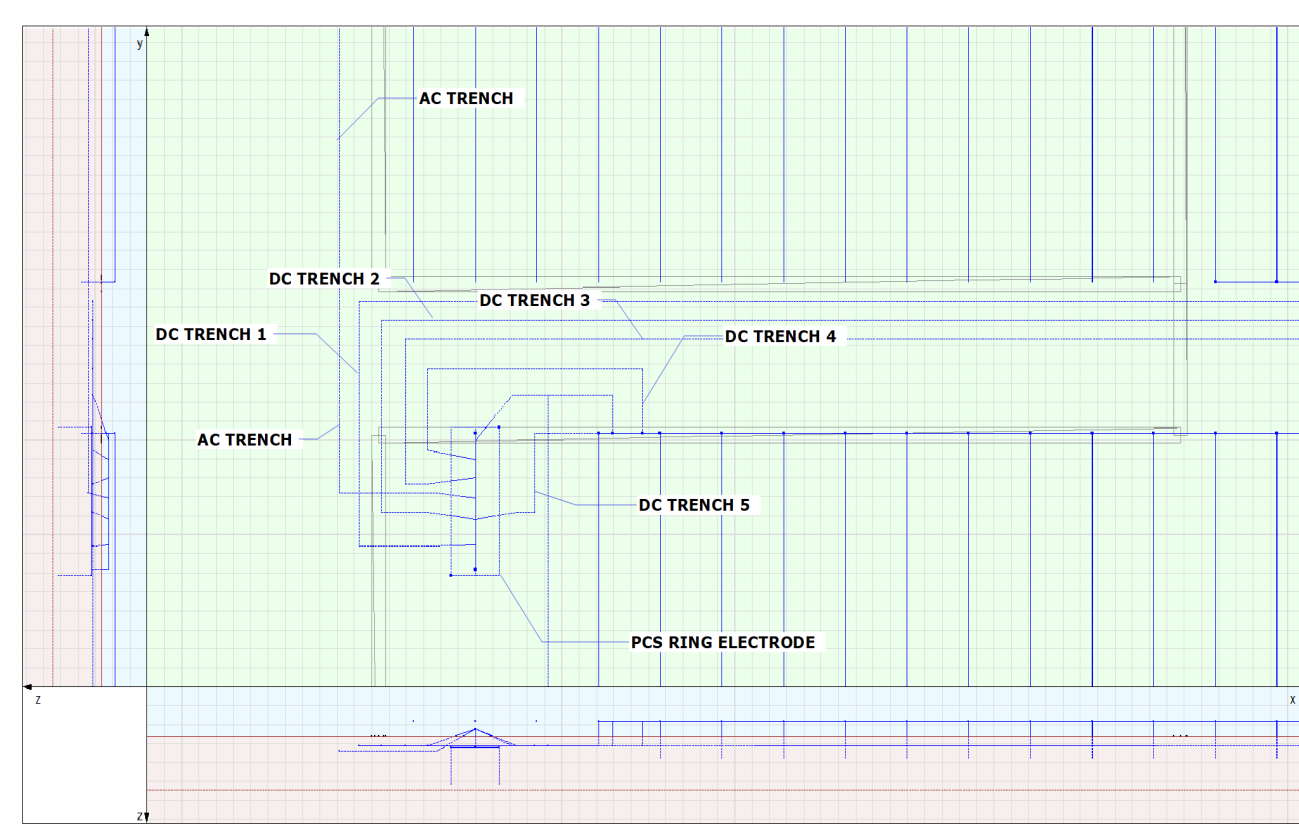 y
AC TRENCH
DC TRENCH 2
DC TRENCH 3
DC TRENCH 1
DC TRENCH 4
AC TRENCH
DC TRENCH 5
PCS RING ELECTRODE
z
x
z